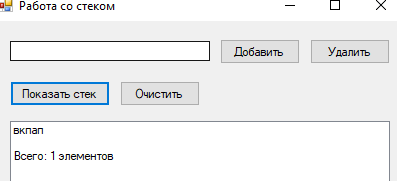 Работа со стеком
Добавить Удалить
Показать стек Очистить
вкпап
Всего: 1 элементов